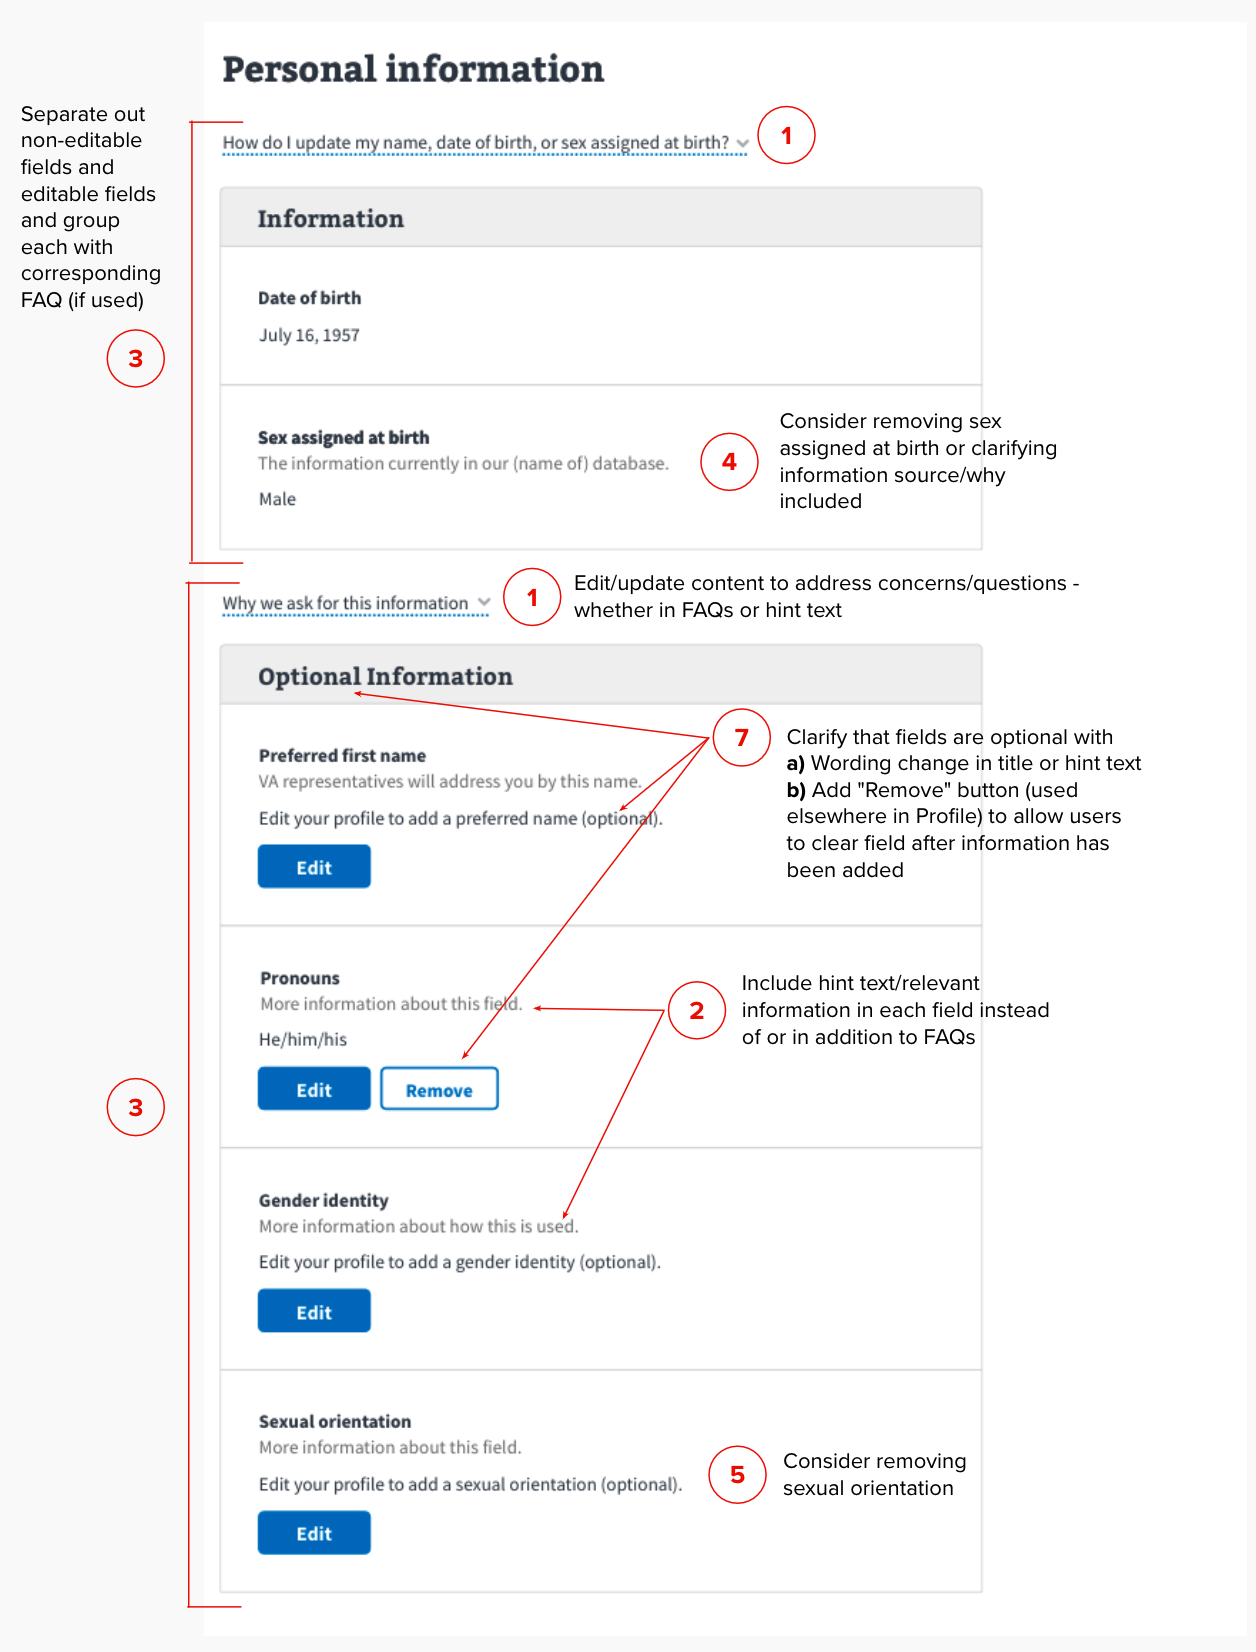 Personal information
Separate out
non-editable
fields and
editable fields
and group
each with
corresponding
FAQ (if used)
3
How do I update my name, date of birth, or sex assigned at birth?
1
Information
Date of birth
July 16, 1957
Sex assigned at birth
The information currently in our (name of) database.
Male
4
Consider removing sex
assigned at birth or clarifying
information source/why
included
Why we ask for this information
1
Edit/update content to address concerns/questions -
whether in FAQs or hint text
Optional Information
Preferred first name
VA representatives will address you by this name.
Edit your profile to add a preferred name (optional).
Edit
7
Clarify that fields are optional with
a) Wording change in title or hint text
b) Add "Remove" button (used
elsewhere in Profile) to allow users
to clear field after information has
been added
Pronouns
More information about this field.
He/him/his
Edit
Remove
2
Include hint text/relevant
information in each field instead
of or in addition to FAQs
3
Gender identity
More information about how this is used.
Edit your profile to add a gender identity (optional).
Edit
Sexual orientation
More information about this field.
Edit your profile to add a sexual orientation (optional).
Edit
5
Consider removing
sexual orientation